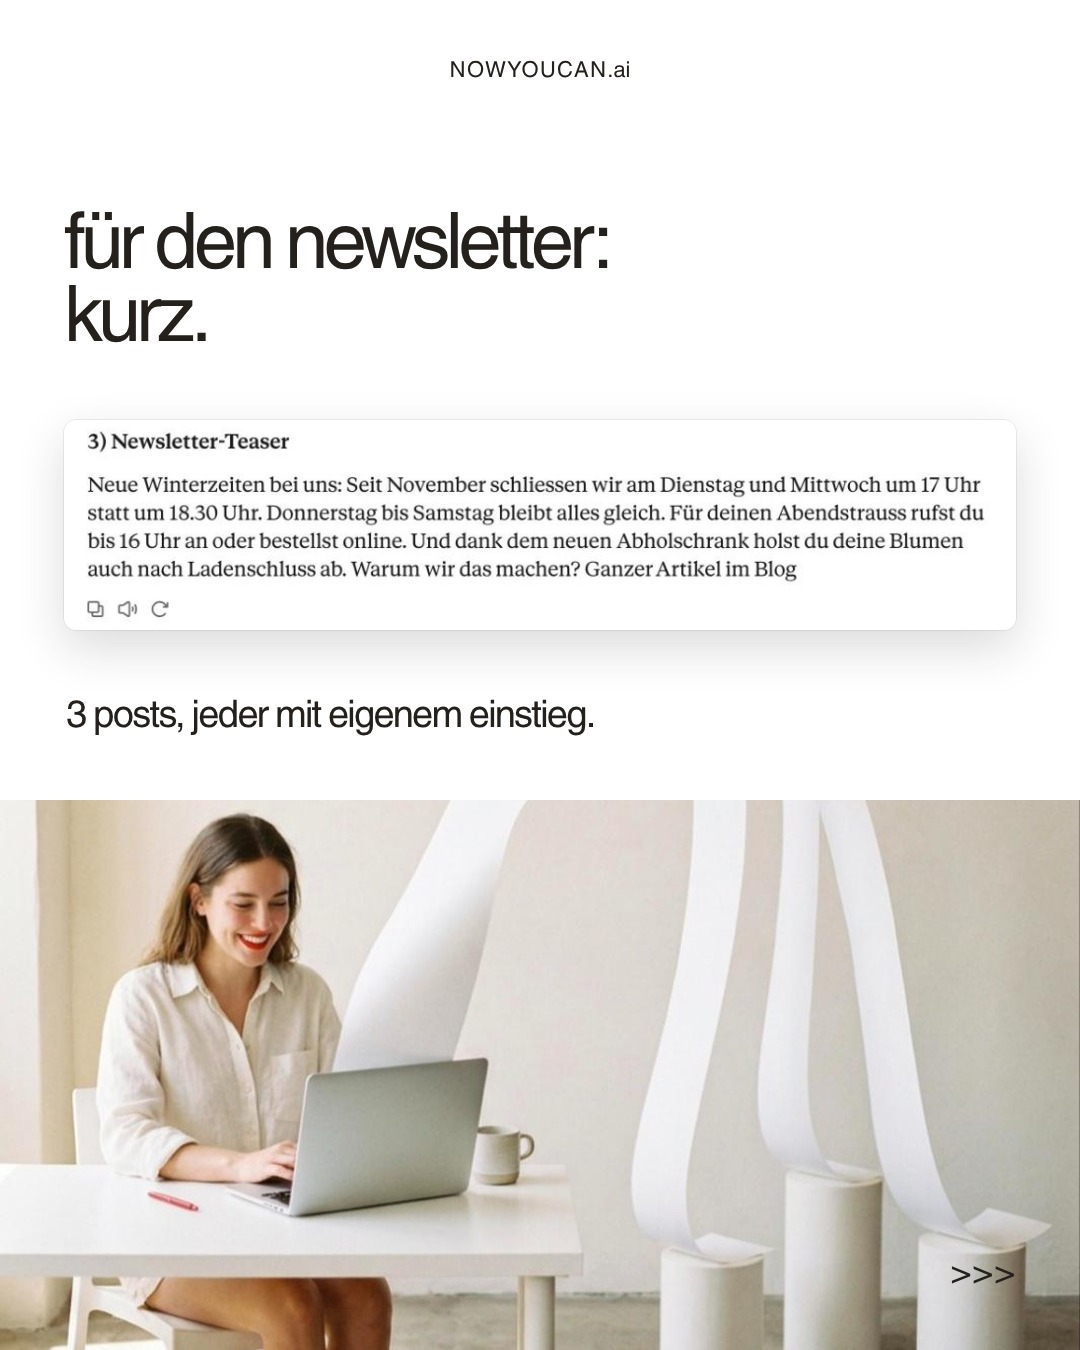 NOWYOUCAN.ai
für den newsletter:
kurz.
3) Newsletter-Teaser
Neue Winterzeiten bei uns: Seit November schliessen wir am Dienstag und Mittwoch um 17 Uhr
statt um 18.30 Uhr. Donnerstag bis Samstag bleibt alles gleich. Für deinen Abendstrauss rufst du
bis 16 Uhr an oder bestellst online. Und dank dem neuen Abholschrank holst du deine Blumen
auch nach Ladenschluss ab. Warum wir das machen? Ganzer Artikel im Blog
3 posts, jeder mit eigenem einstieg.
>>>